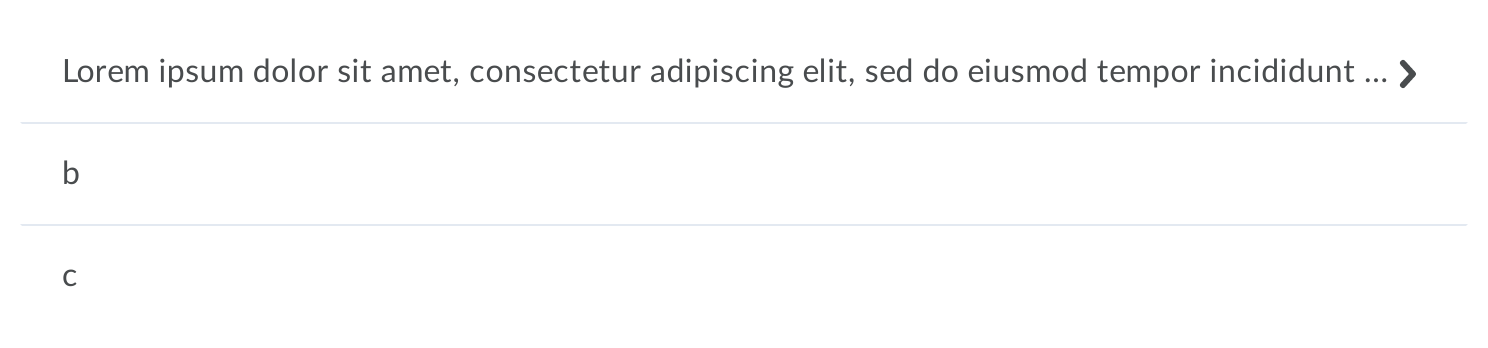 Lorem ipsum dolor sit amet, consectetur adipiscing elit, sed do eiusmod tempor incididunt ...
b
c